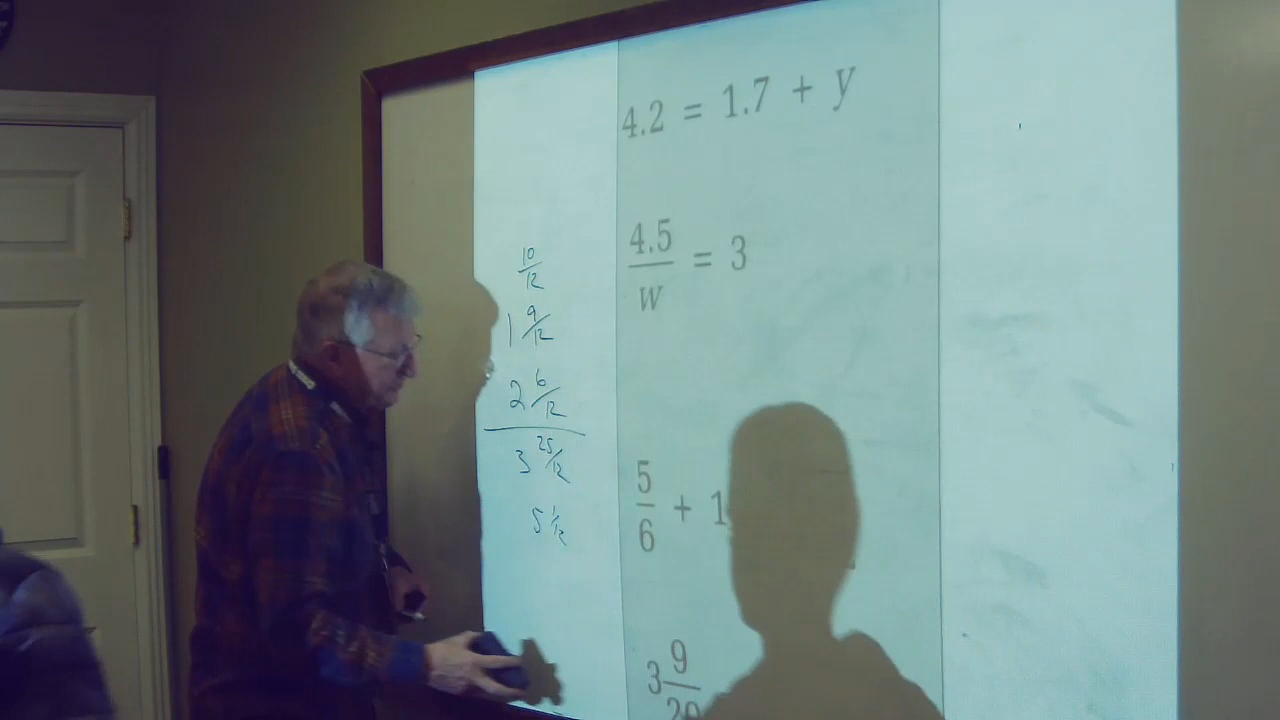 4.2 = 1.7 + y
4.5/w = 3
10/12
1 9/12
2 6/12
3 25/12
5 1/12
5/6 + 1
3 9/20